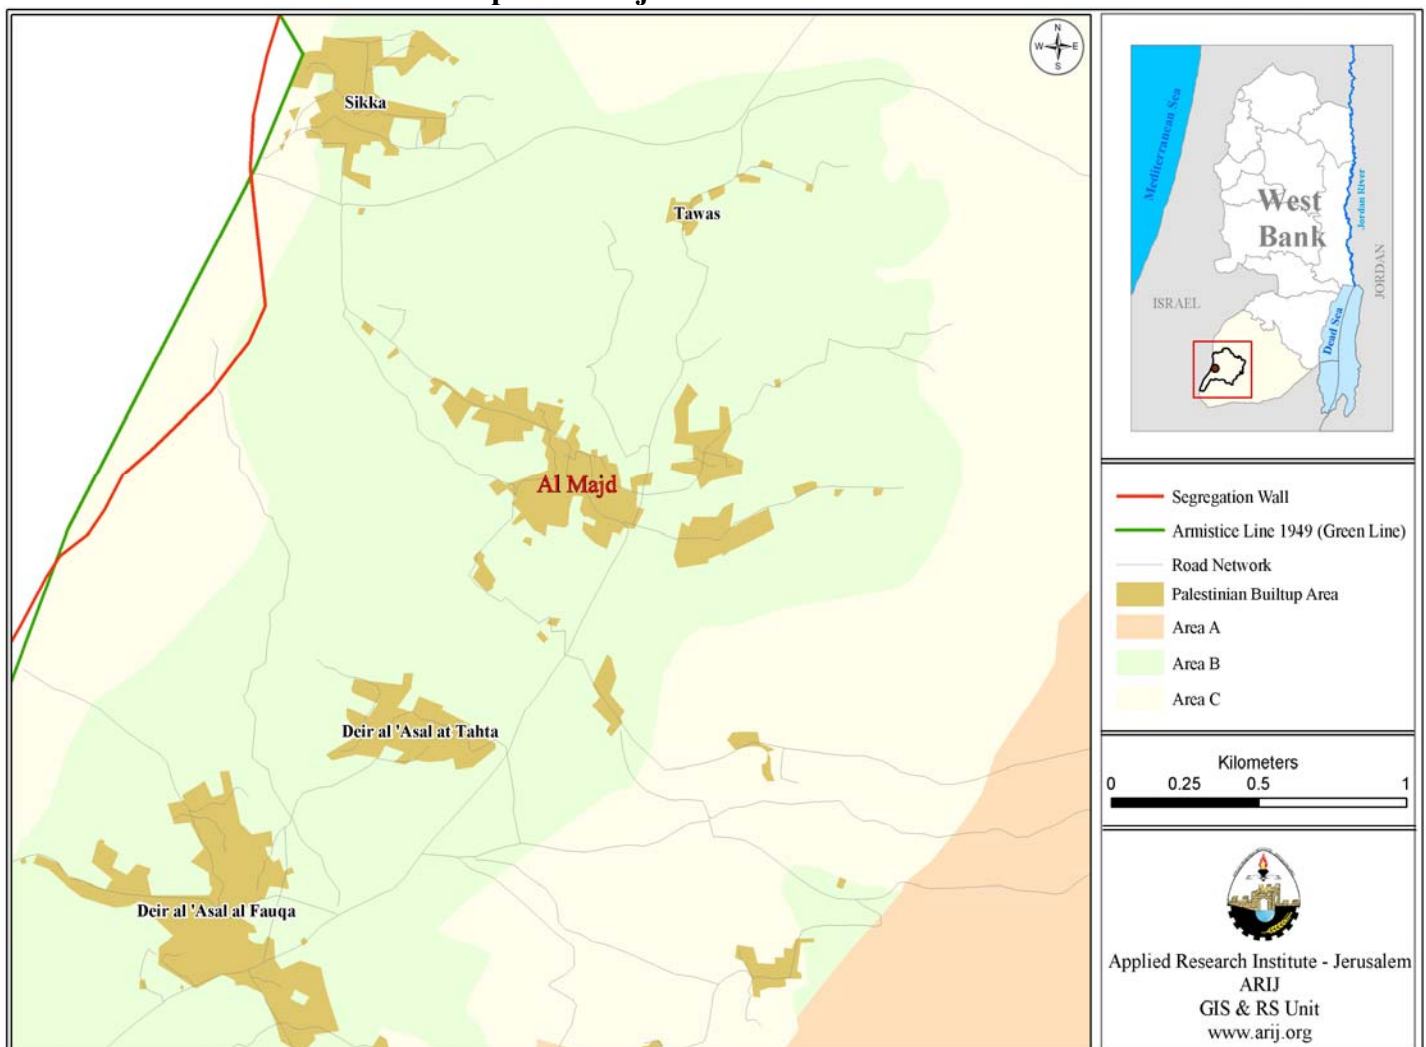 N
W E
S
Sikka
Tawas
Al Majd
Deir al 'Asal at Tahta
Deir al 'Asal al Fauqa
Mediterranean Sea
West
Bank
Jordan River
JORDAN
ISRAEL
Dead Sea
Segregation Wall
Armistice Line 1949 (Green Line)
Road Network
Palestinian Builtup Area
Area A
Area B
Area C
Kilometers
0 0.25 0.5 1
Applied Research Institute - Jerusalem
ARIJ
GIS & RS Unit
www.arij.org